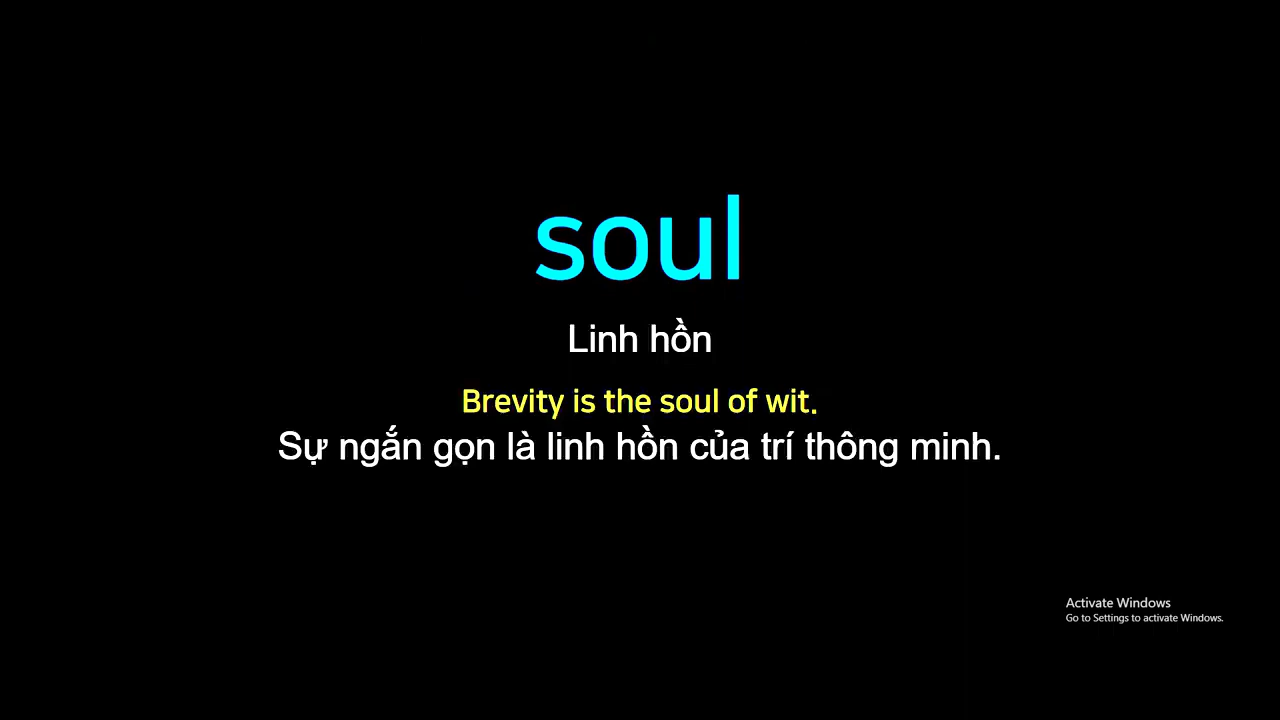 soul
Linh hồn
Brevity is the soul of wit.
Sự ngắn gọn là linh hồn của trí thông minh.
Activate Windows
Go to Settings to activate Windows.